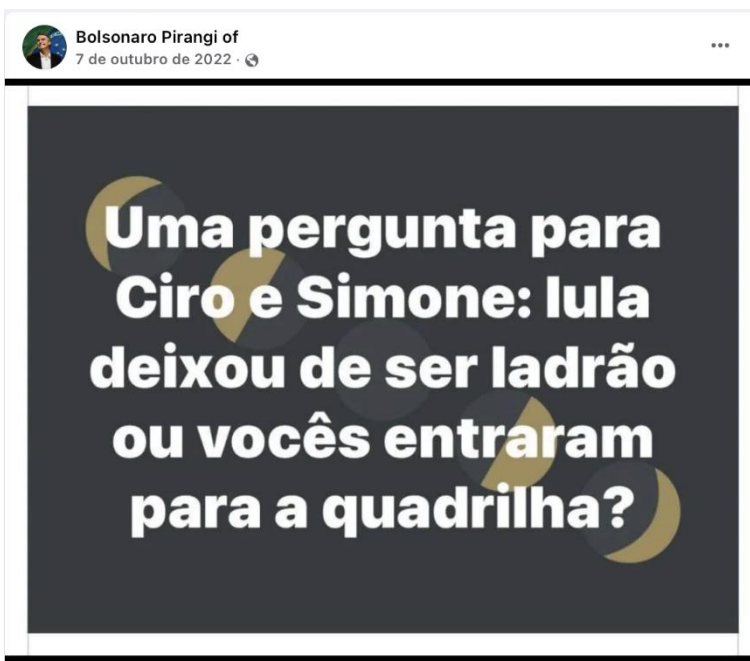 Bolsonaro Pirangi of
7 de outubro de 2022 ·
Uma pergunta para
Ciro e Simone: lula
deixou de ser ladrão
ou vocês entraram
para a quadrilha?